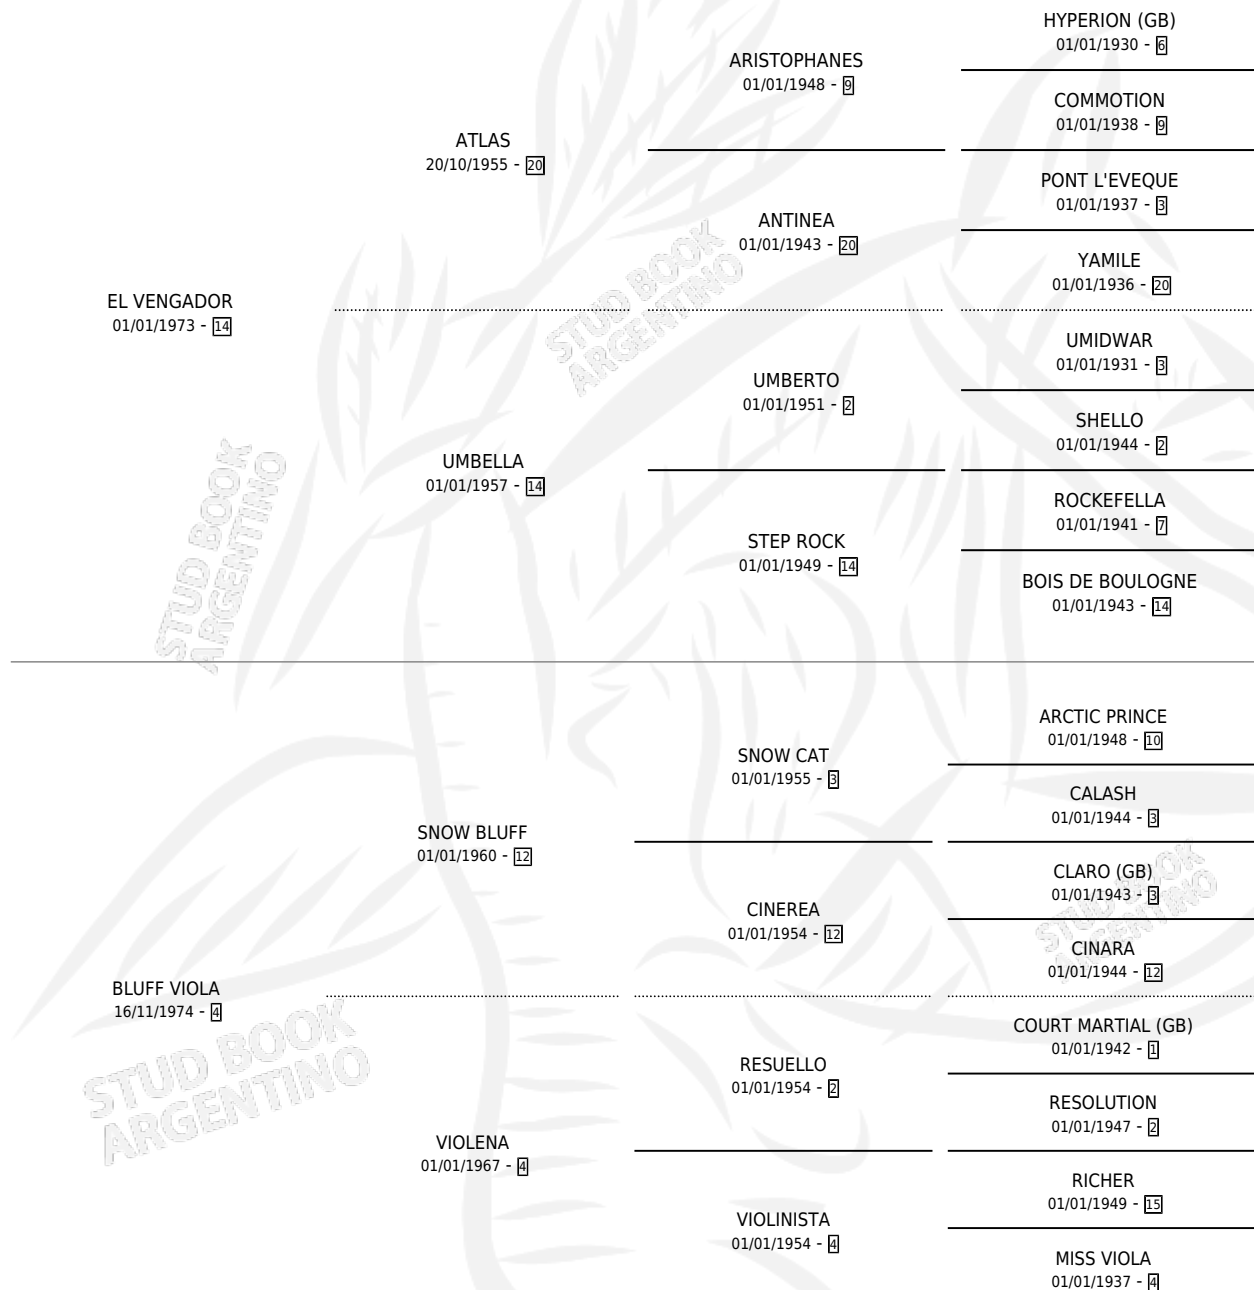 HYPERION (GB)
01/01/1930 - 6
ARISTOPHANES
01/01/1948 - 9
COMMOTION
01/01/1938 - 9
ATLAS
20/10/1955 - 20
PONT L'EVEQUE
01/01/1937 - 3
ANTINEA
01/01/1943 - 20
YAMILE
01/01/1936 - 20
EL VENGADOR
01/01/1973 - 14
STUD BOOK
ARGENTINO
UMIDWAR
01/01/1931 - 3
UMBERTO
01/01/1951 - 2
SHELLO
01/01/1944 - 2
UMBELLA
01/01/1957 - 14
ROCKEFELLA
01/01/1941 - 7
STEP ROCK
01/01/1949 - 14
BOIS DE BOULOGNE
01/01/1943 - 14
STUD BOOK
ARGENTINO
ARCTIC PRINCE
01/01/1948 - 10
SNOW CAT
01/01/1955 - 3
CALASH
01/01/1944 - 3
SNOW BLUFF
01/01/1960 - 12
CLARO (GB)
01/01/1943 - 3
CINEREA
01/01/1954 - 12
CINARA
01/01/1944 - 12
STUD BOOK
ARGENTINO
BLUFF VIOLA
16/11/1974 - 4
STUD BOOK
ARGENTINO
COURT MARTIAL (GB)
01/01/1942 - 1
RESUELLO
01/01/1954 - 2
RESOLUTION
01/01/1947 - 2
VIOLENA
01/01/1967 - 4
RICHER
01/01/1949 - 15
VIOLINISTA
01/01/1954 - 4
MISS VIOLA
01/01/1937 - 4